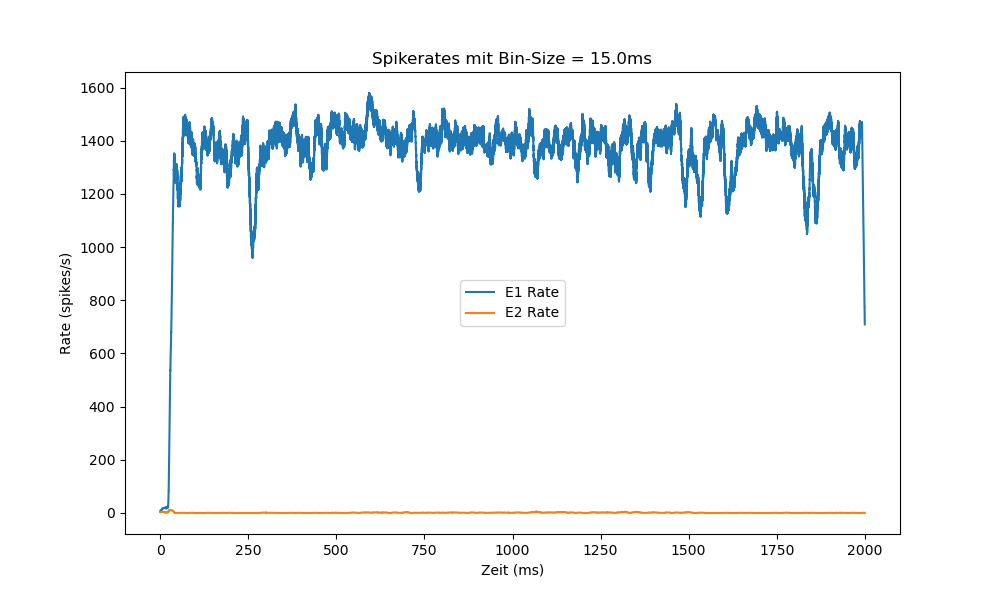 Spikerates mit Bin-Size = 15.0ms
1600
1400
1200
1000
800
600
400
200
0
Rate (spikes/s)
E1 Rate
E2 Rate
0 250 500 750 1000 1250 1500 1750 2000
Zeit (ms)